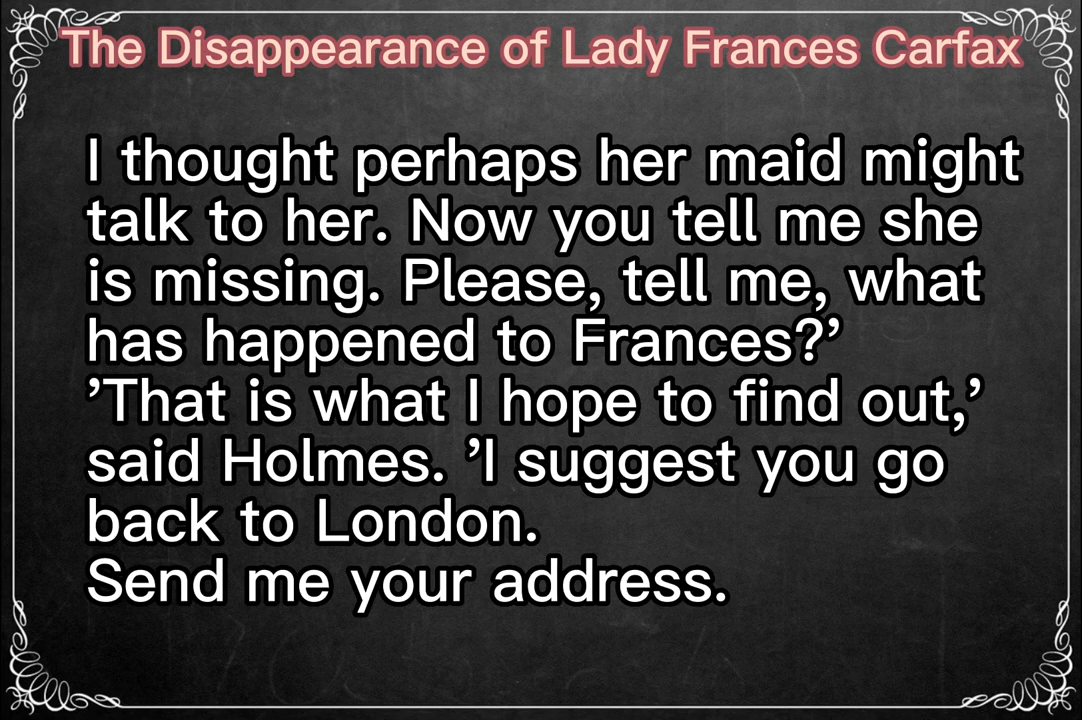 The Disappearance of Lady Frances Carfax
I thought perhaps her maid might
talk to her. Now you tell me she
is missing. Please, tell me, what
has happened to Frances?’
’That is what I hope to find out,’
said Holmes. ’I suggest you go
back to London.
Send me your address.